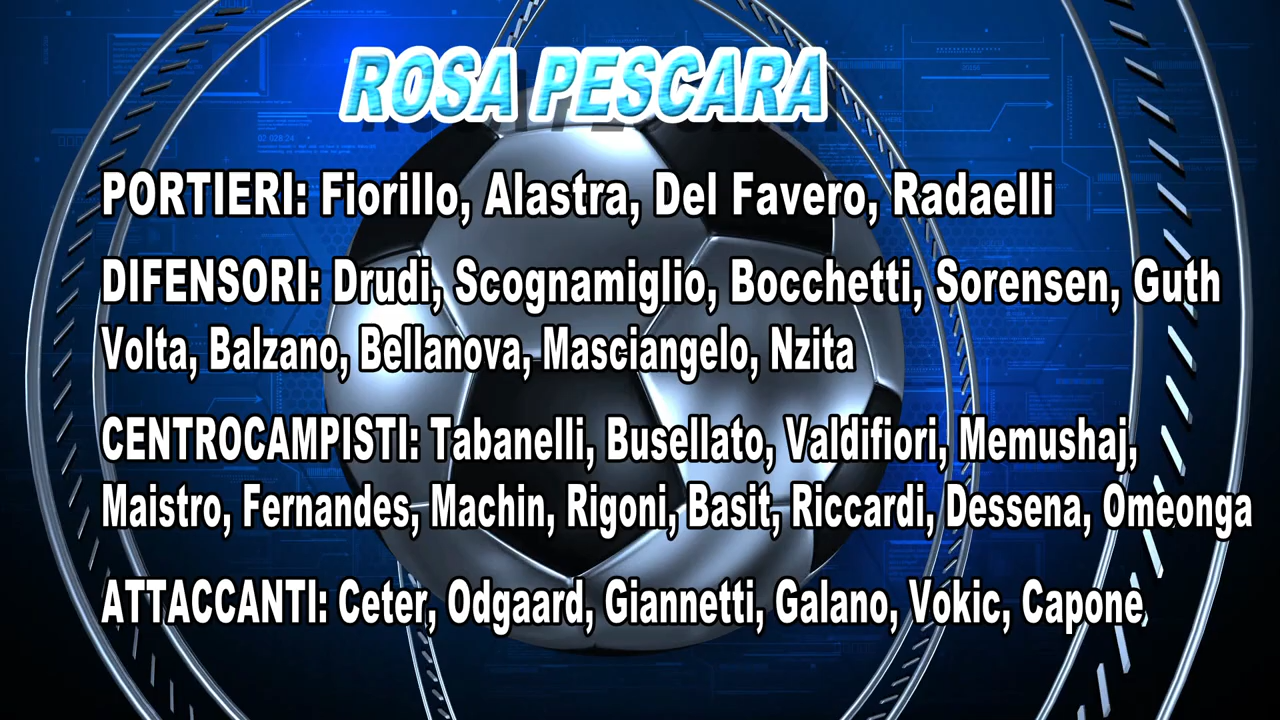 ROSA PESCARA
PORTIERI: Fiorillo, Alastra, Del Favero, Radaelli
DIFENSORI: Drudi, Scognamiglio, Bocchetti, Sorensen, Guth
Volta, Balzano, Bellanova, Masciangelo, Nzita
CENTROCAMPISTI: Tabanelli, Busellato, Valdifiori, Memushaj,
Maistro, Fernandes, Machin, Rigoni, Basit, Riccardi, Dessena, Omeonga
ATTACCANTI: Ceter, Odgaard, Giannetti, Galano, Vokic, Capone,